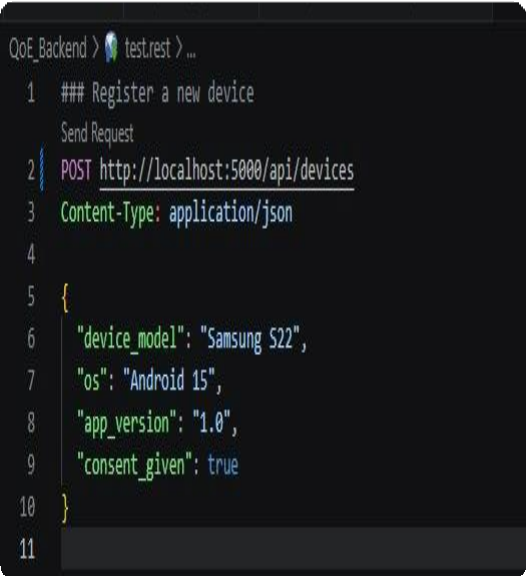 QoE_Backend > test.rest > ...
1 ### Register a new device
Send Request
2 POST http://localhost:5000/api/devices
3 Content-Type: application/json
4
5 {
6 "device_model": "Samsung S22",
7 "os": "Android 15",
8 "app_version": "1.0",
9 "consent_given": true
10 }
11